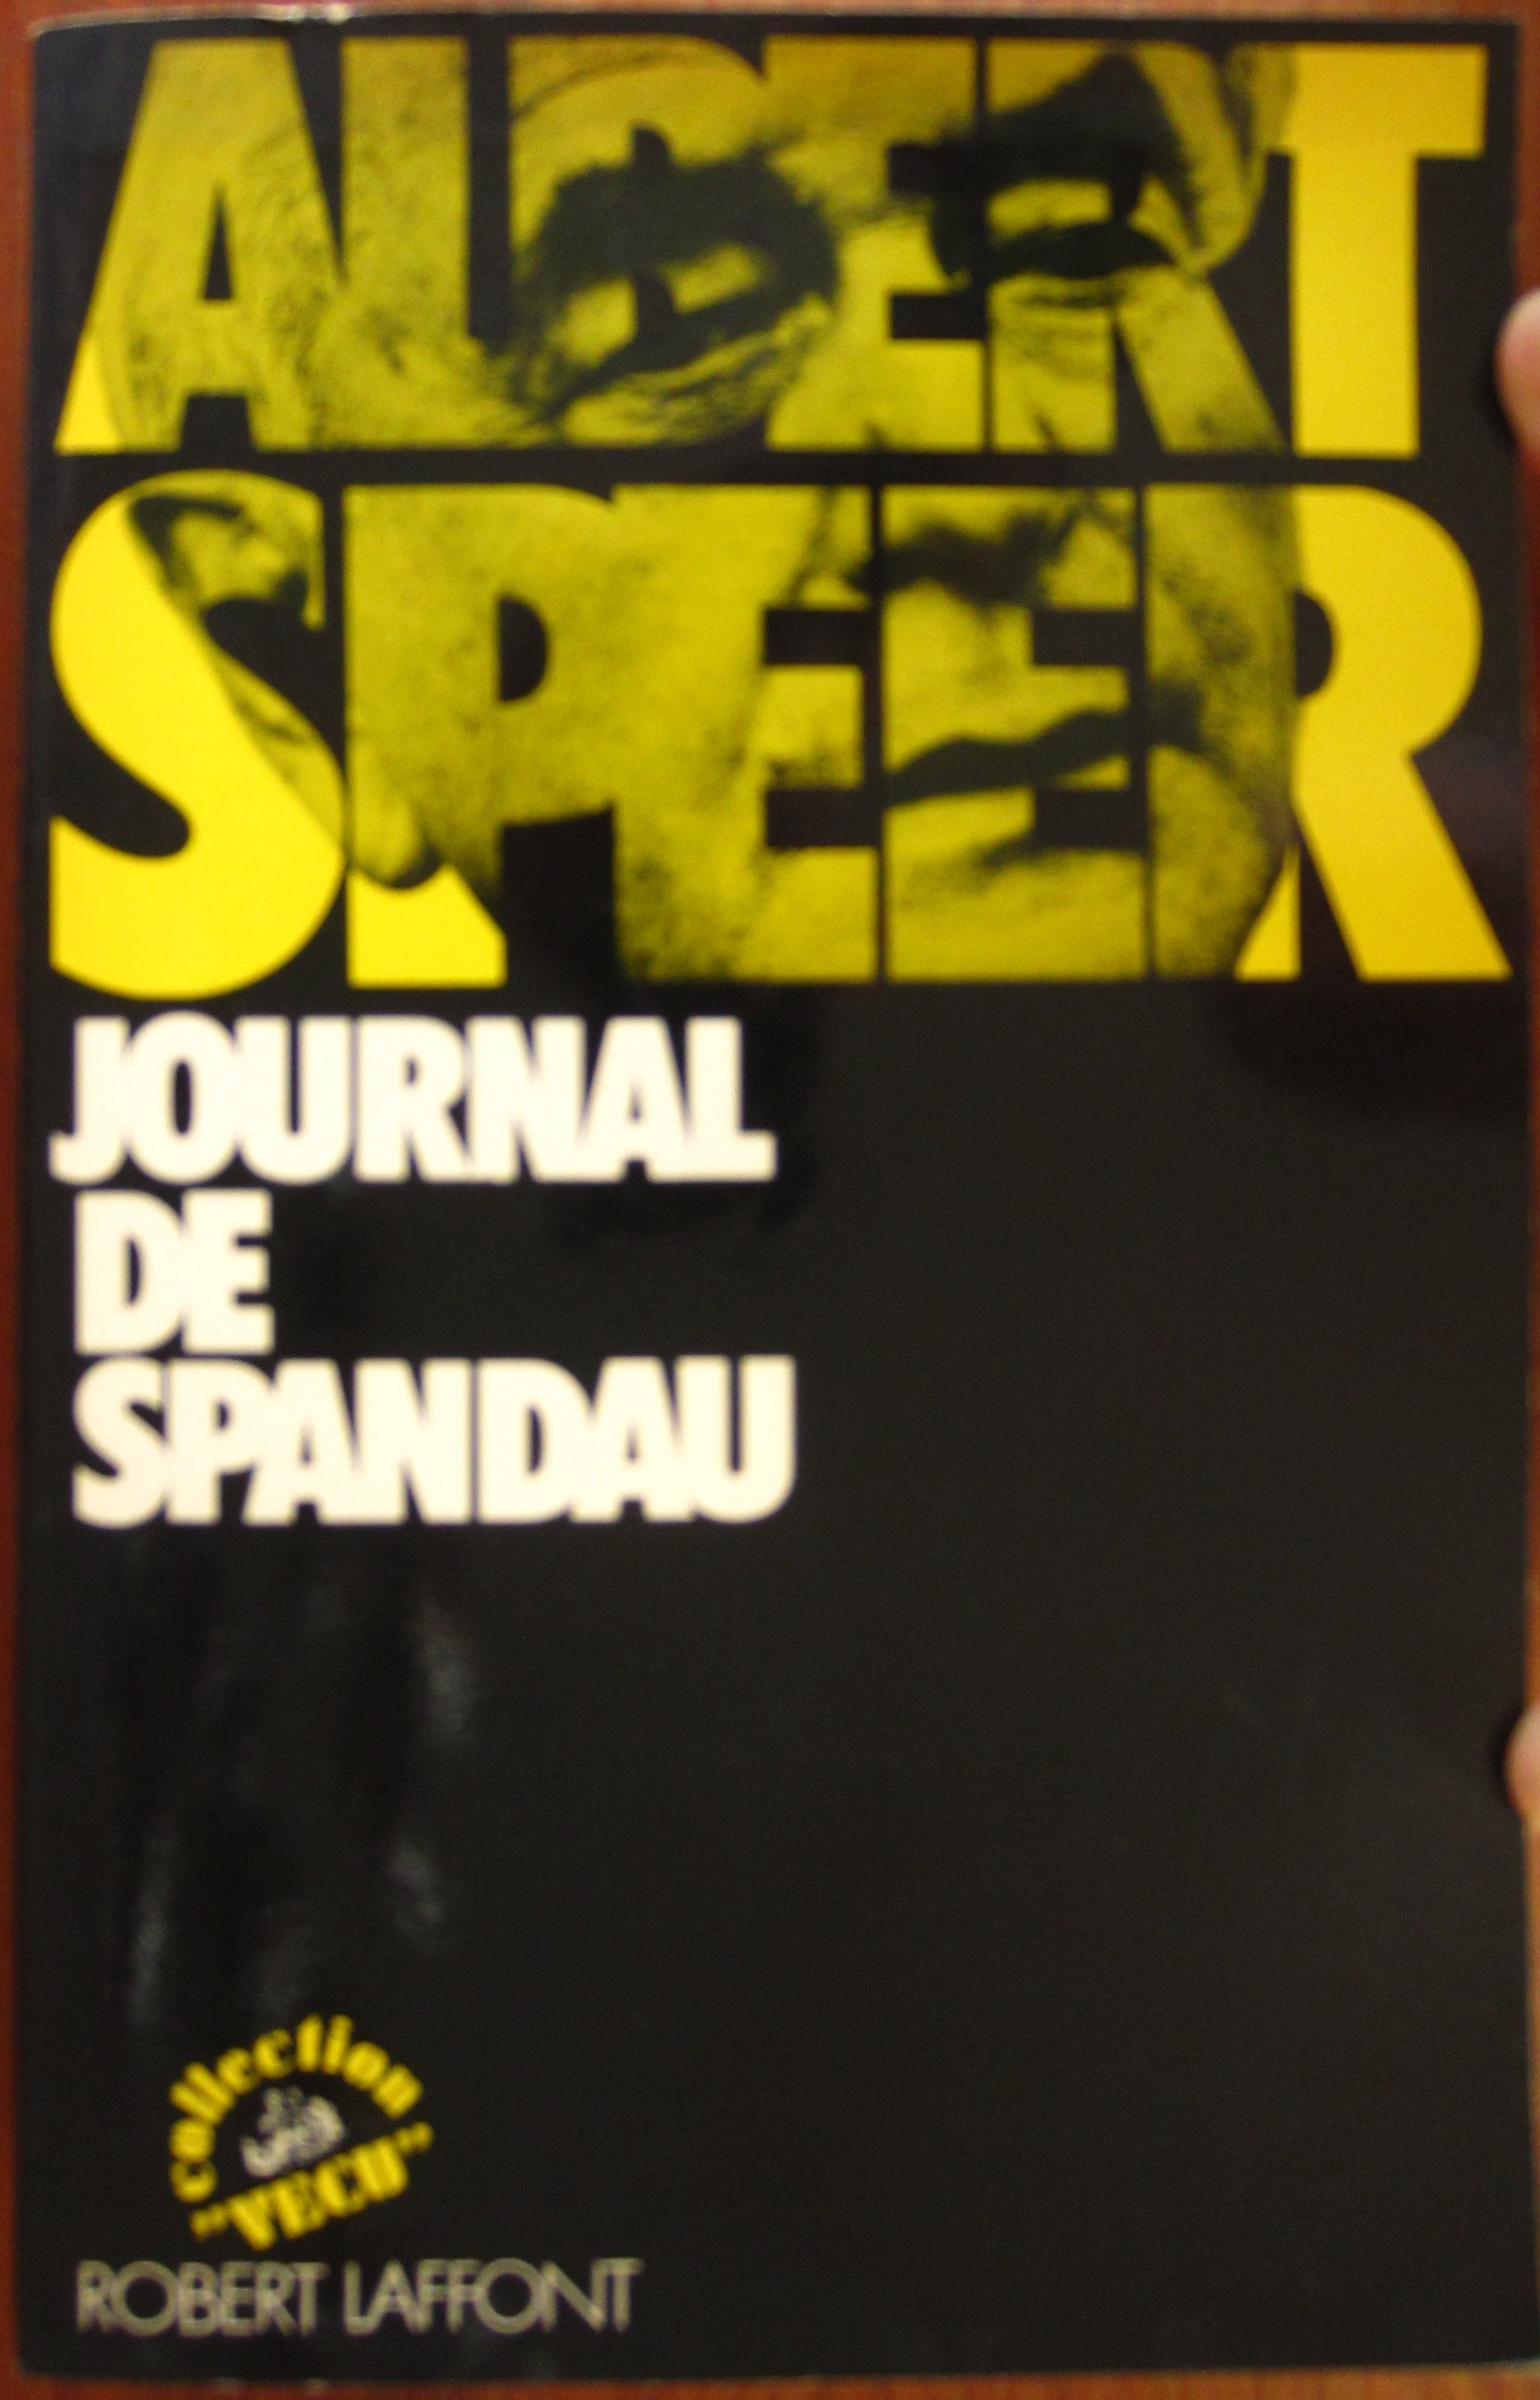 ALBERT
SPEER
JOURNAL
DE
SPANDAU
collection
"VECU"
ROBERT LAFFONT